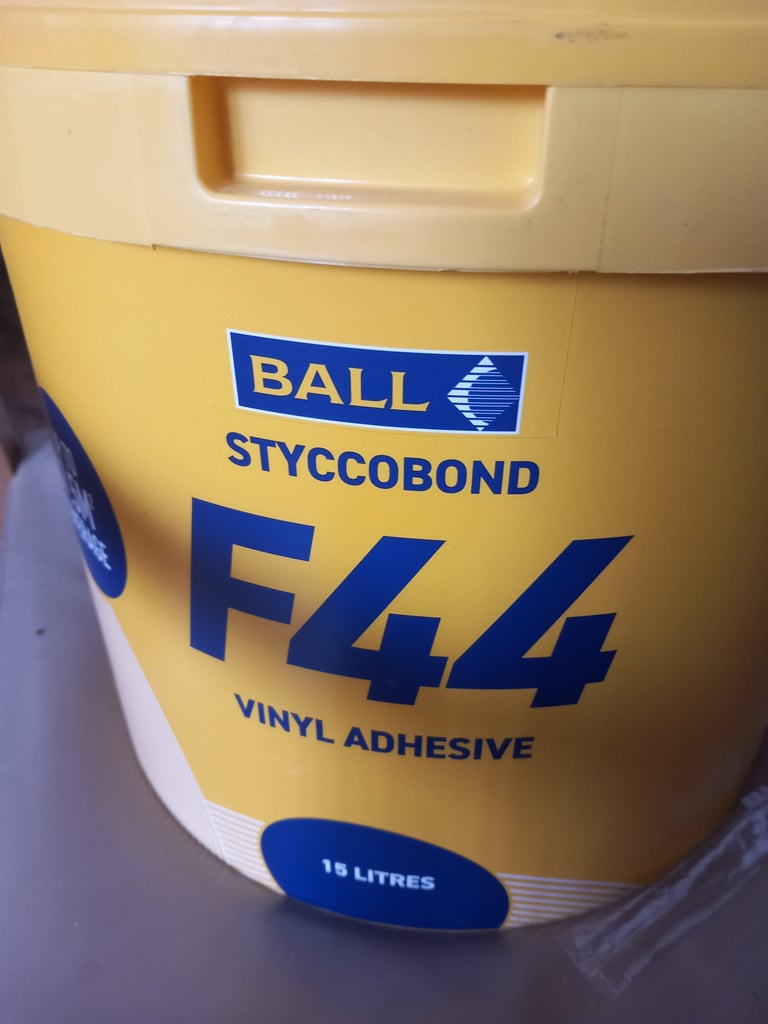 BALL
STYCCOBOND
F44
VINYL ADHESIVE
15 LITRES